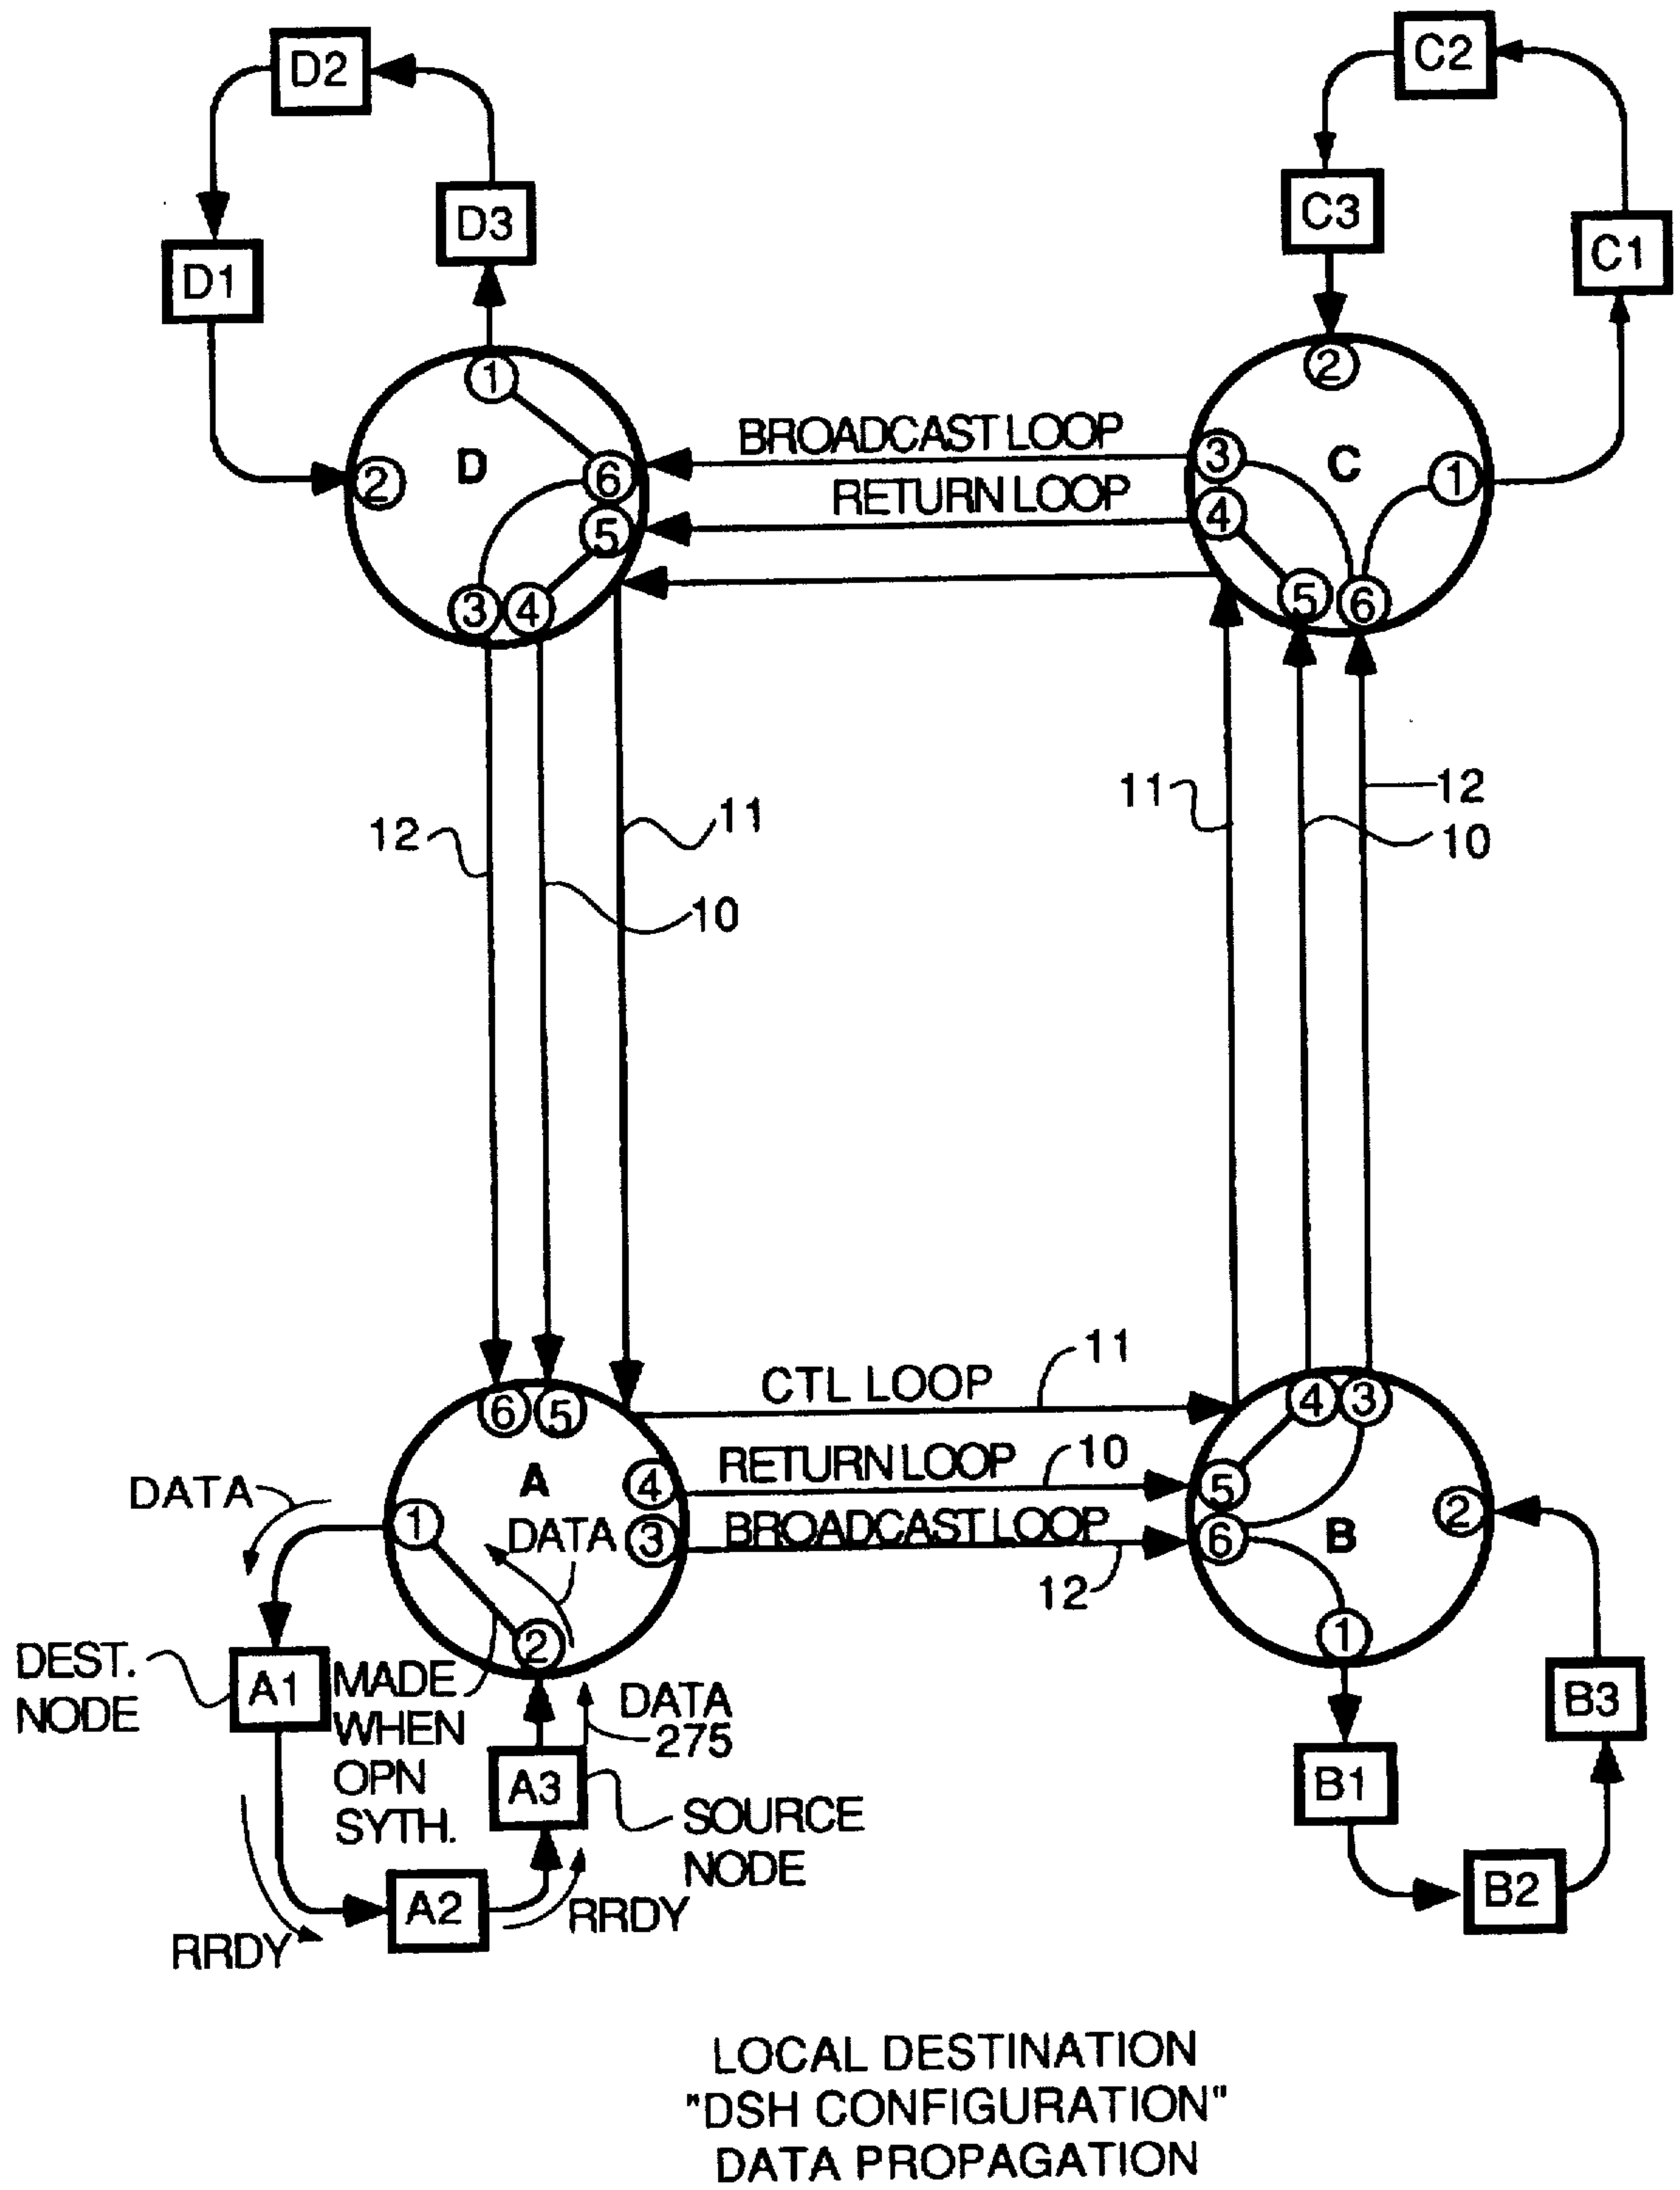 D2
C2
D3
C3
D1
C1
1
2
D
BROADCAST LOOP
3
C
1
2
6
RETURN LOOP
4
5
3
4
5
6
11
12
12
11
10
10
CTL LOOP
11
6
5
4
3
A
RETURN LOOP
10
5
2
DATA
4
1
DATA
3
BROADCAST LOOP
6
B
12
2
1
DEST.
NODE
A1
MADE
WHEN
OPN
SYTH.
DATA
275
B3
A3
B1
SOURCE
NODE
A2
B2
RRDY
RRDY
LOCAL DESTINATION
"DSH CONFIGURATION"
DATA PROPAGATION